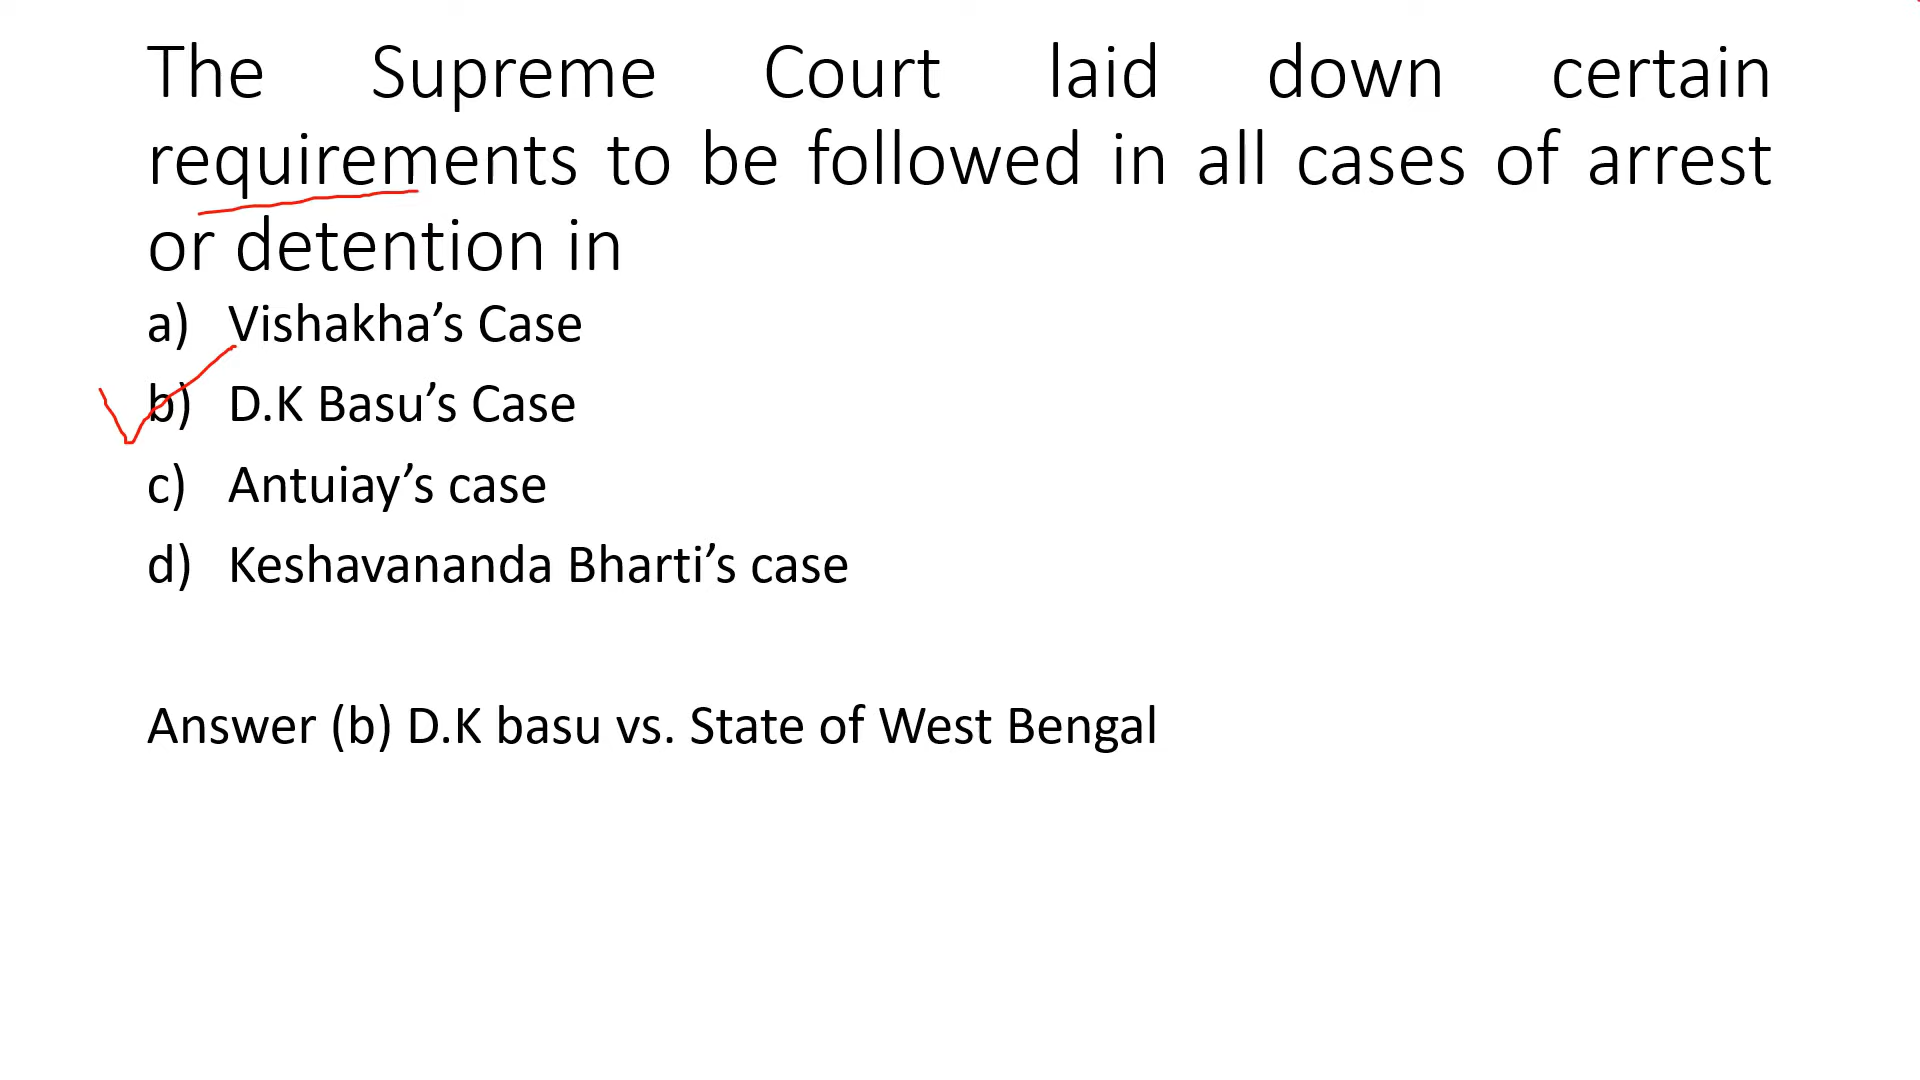 The Supreme Court laid down certain
requirements to be followed in all cases of arrest
or detention in
a) Vishakha’s Case
b) D.K Basu’s Case
c) Antuiay’s case
d) Keshavananda Bharti’s case
Answer (b) D.K basu vs. State of West Bengal